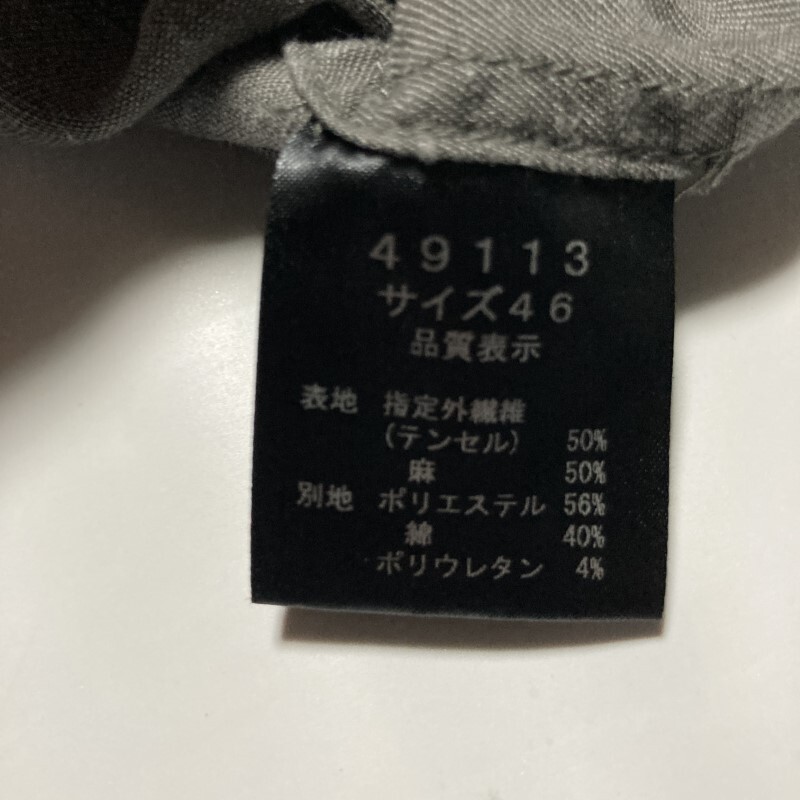 49113
サイズ46
品質表示
表地 指定外繊維
(テンセル) 50%
麻 50%
別地 ポリエステル 56%
綿 40%
ポリウレタン 4%